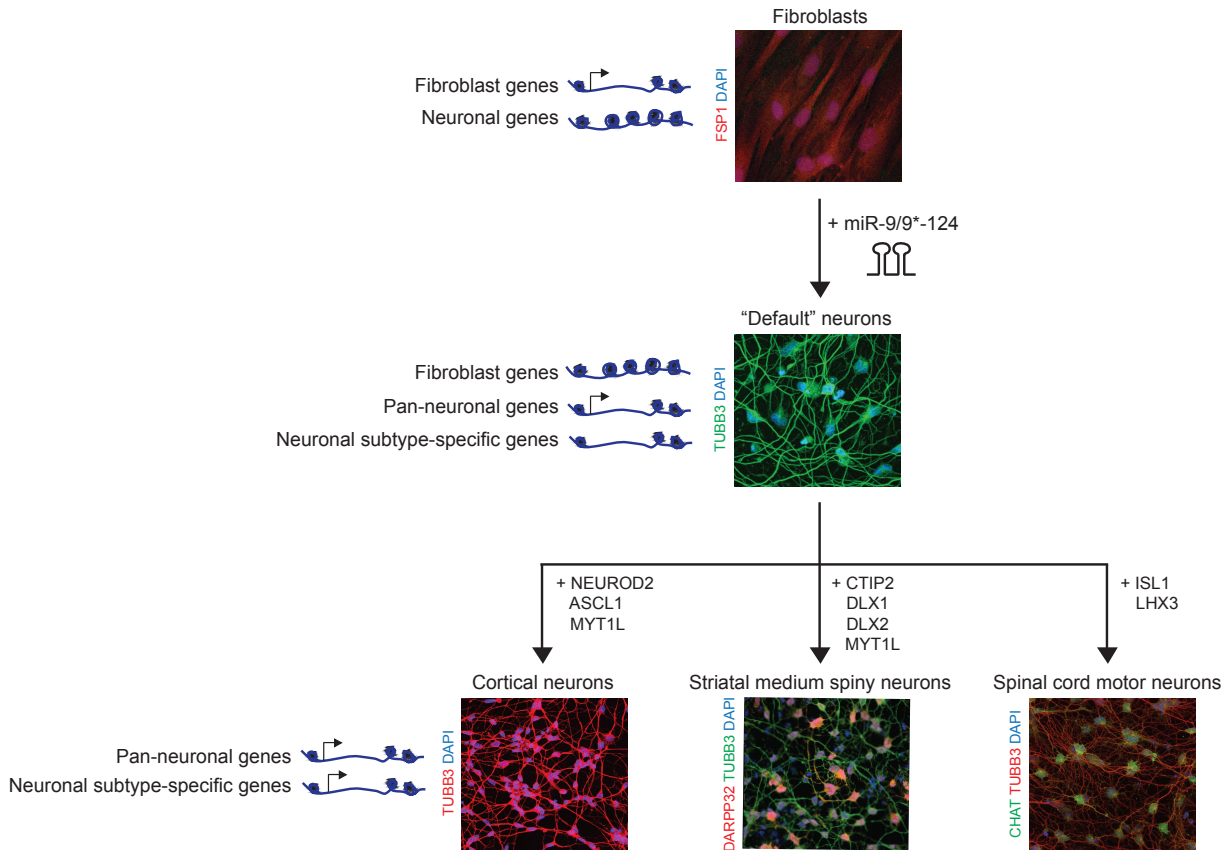 Fibroblasts
Fibroblast genes
Neuronal genes
FSP1 DAPI
+ miR-9/9*-124
“Default” neurons
Fibroblast genes
Pan-neuronal genes
Neuronal subtype-specific genes
TUBB3 DAPI
+ NEUROD2
ASCL1
MYT1L
+ CTIP2
DLX1
DLX2
MYT1L
+ ISL1
LHX3
Cortical neurons
Striatal medium spiny neurons
Spinal cord motor neurons
Pan-neuronal genes
Neuronal subtype-specific genes
TUBB3 DAPI
DARPP32 TUBB3 DAPI
CHAT TUBB3 DAPI